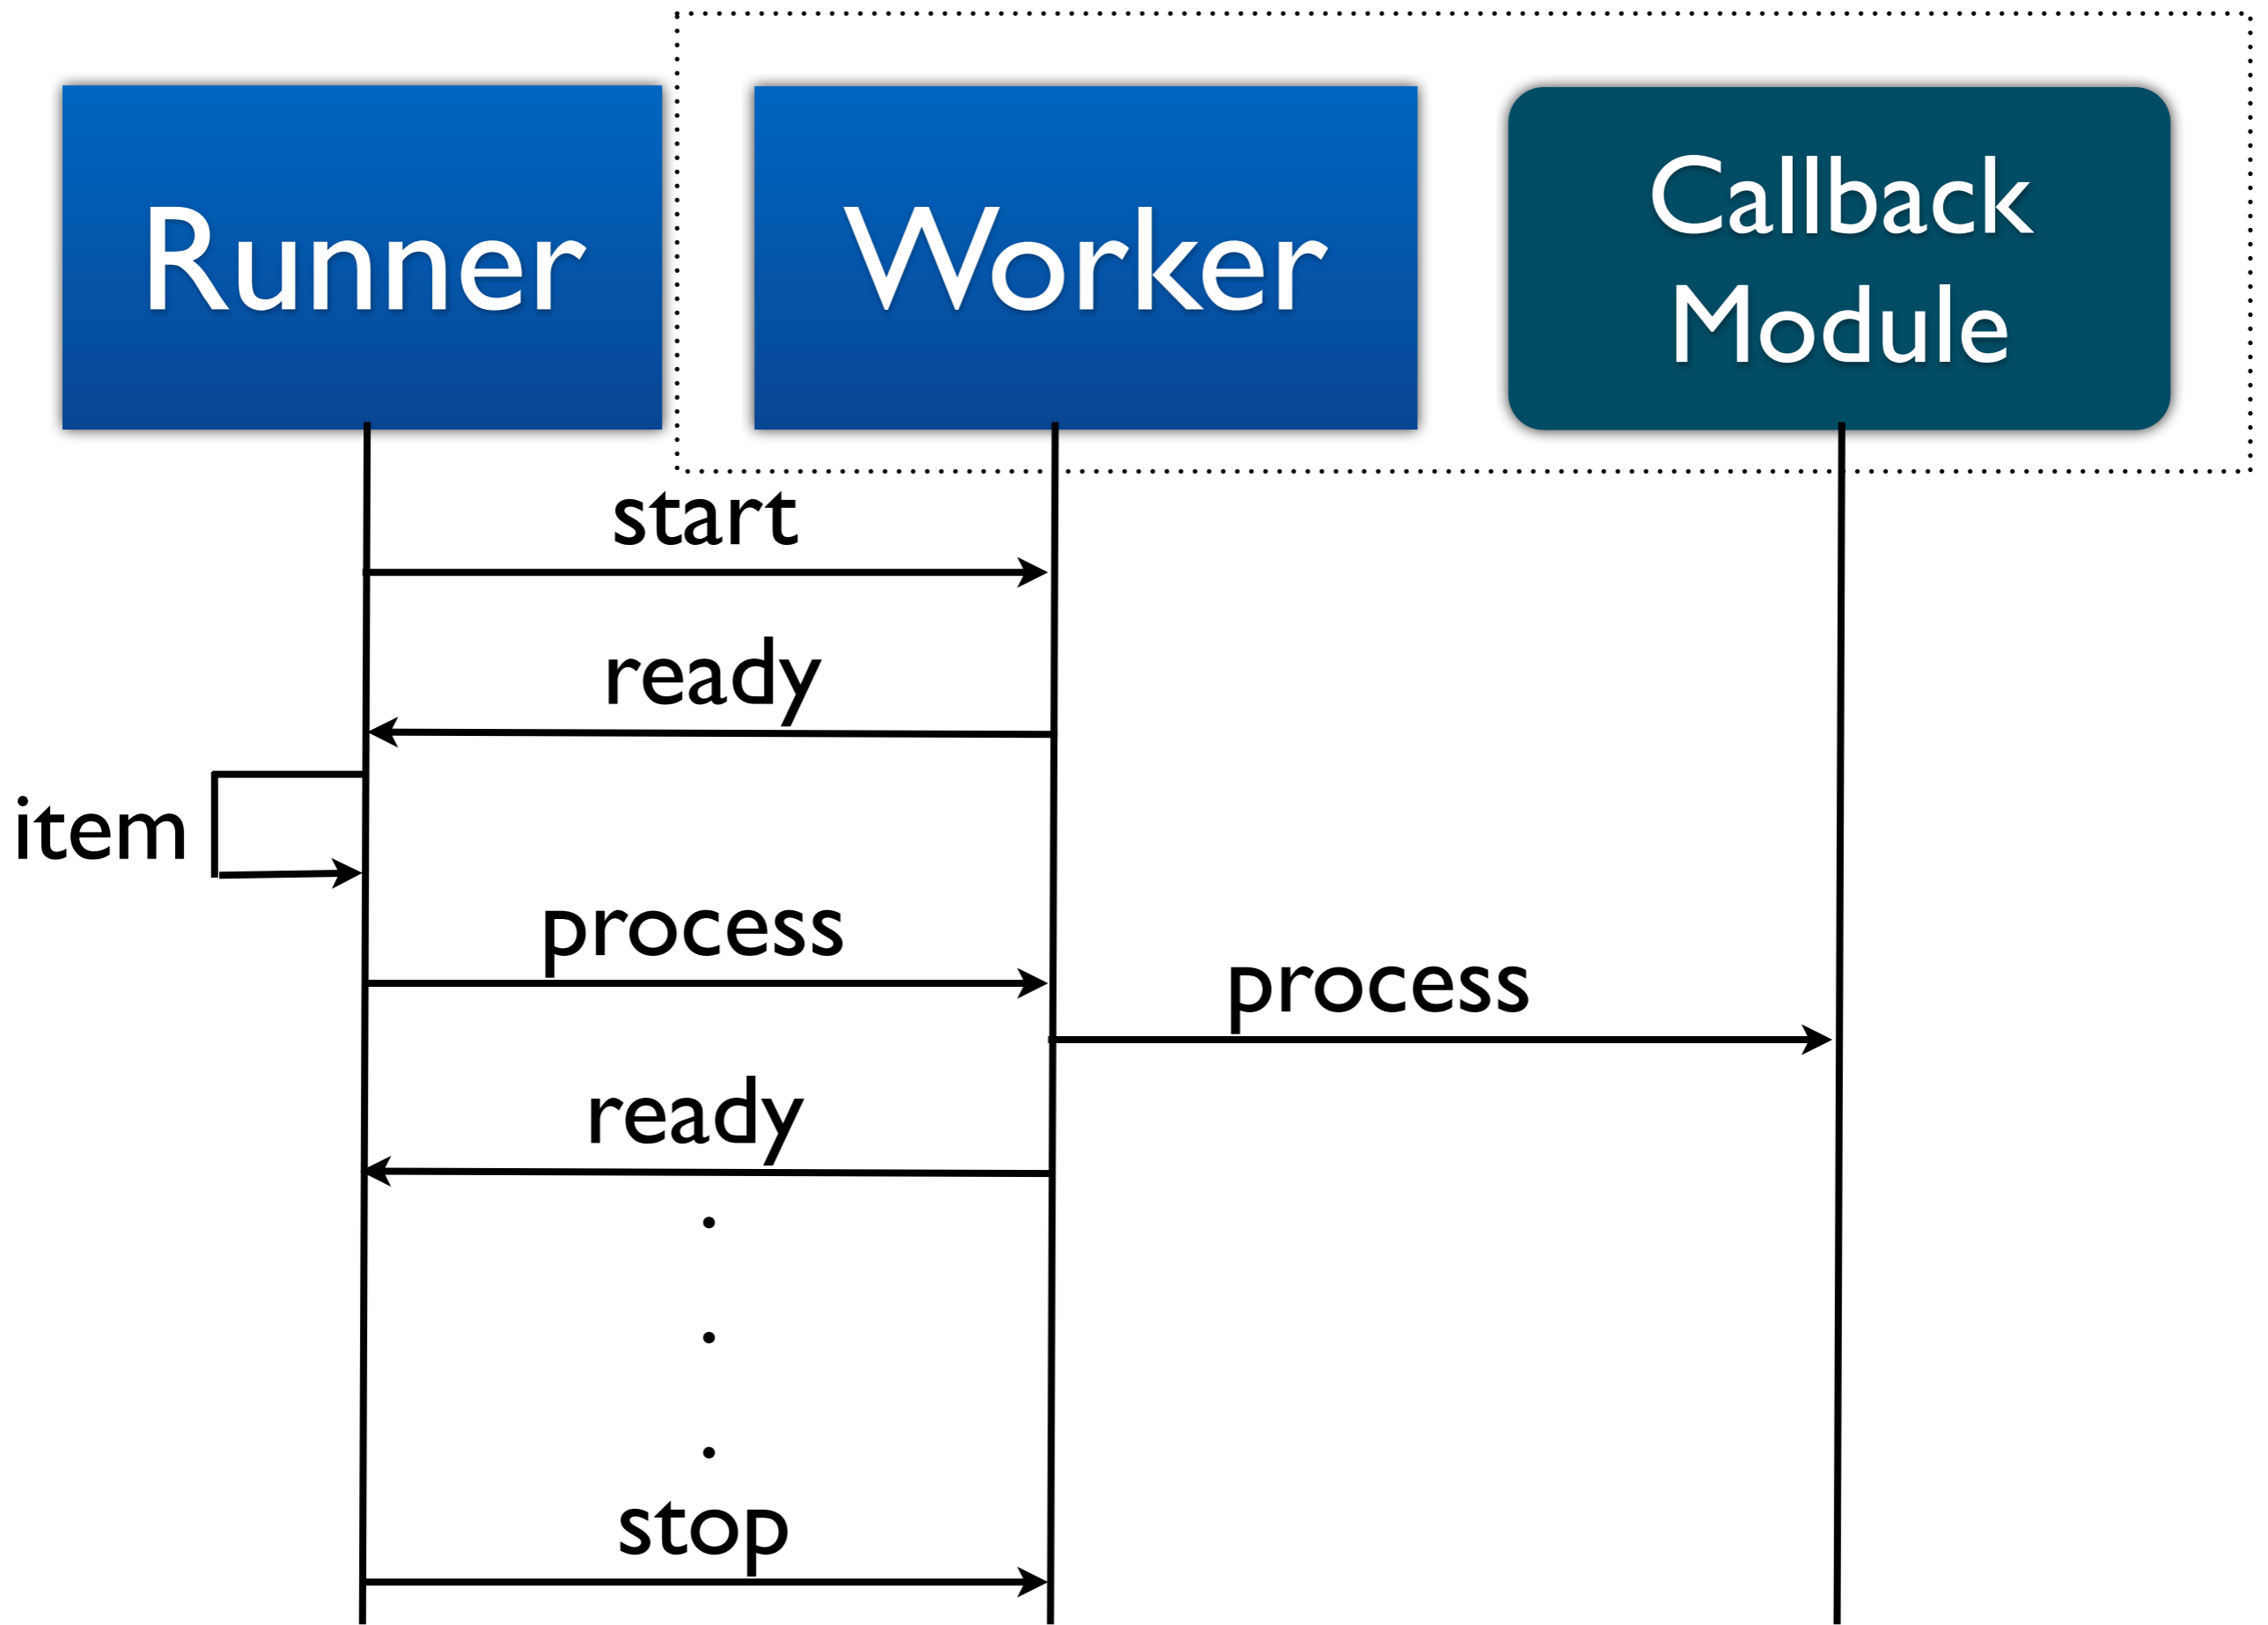 Runner
Worker
Callback
Module
start
ready
item
process
process
ready
.
.
.
stop